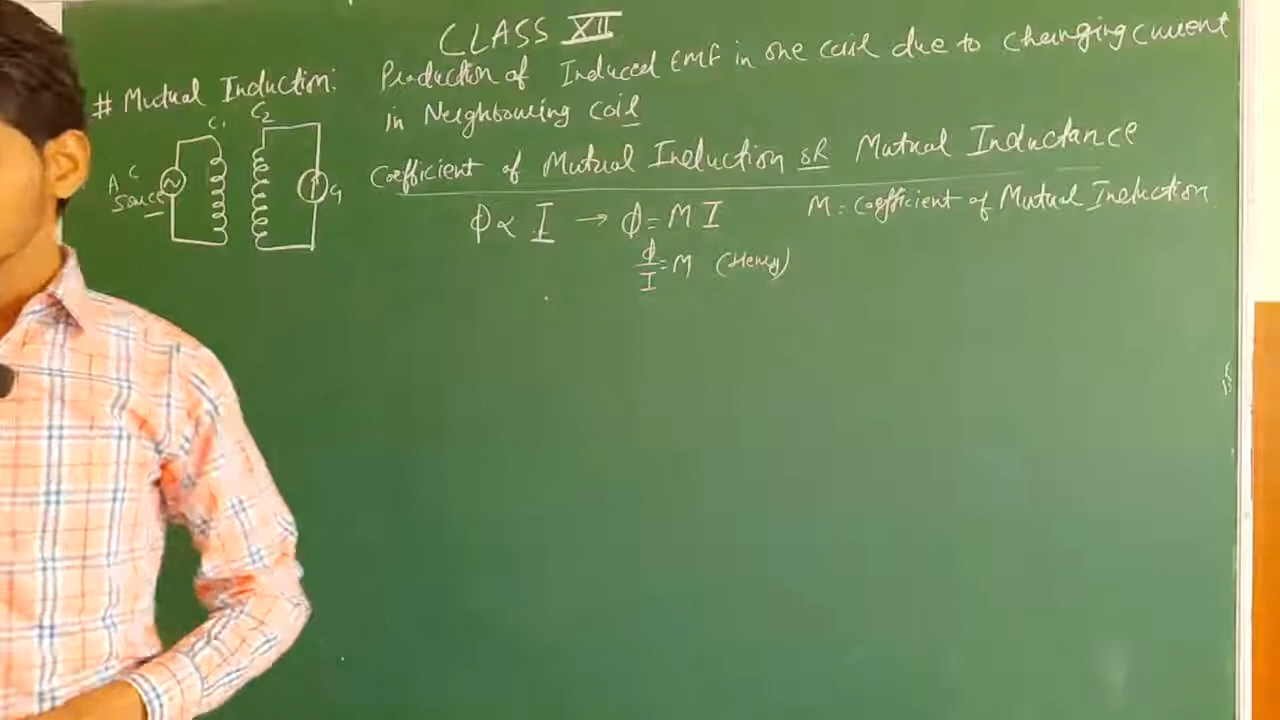 CLASS XII
# Mutual Induction: Production of Induced EMF in one coil due to changing current
in Neighbouring coil
C1 C2
Coefficient of Mutual Induction OR Mutual Inductance
AC
Source
G
M = Coefficient of Mutual Induction
ϕ ∝ I → ϕ = M I
ϕ/I = M (Henry)